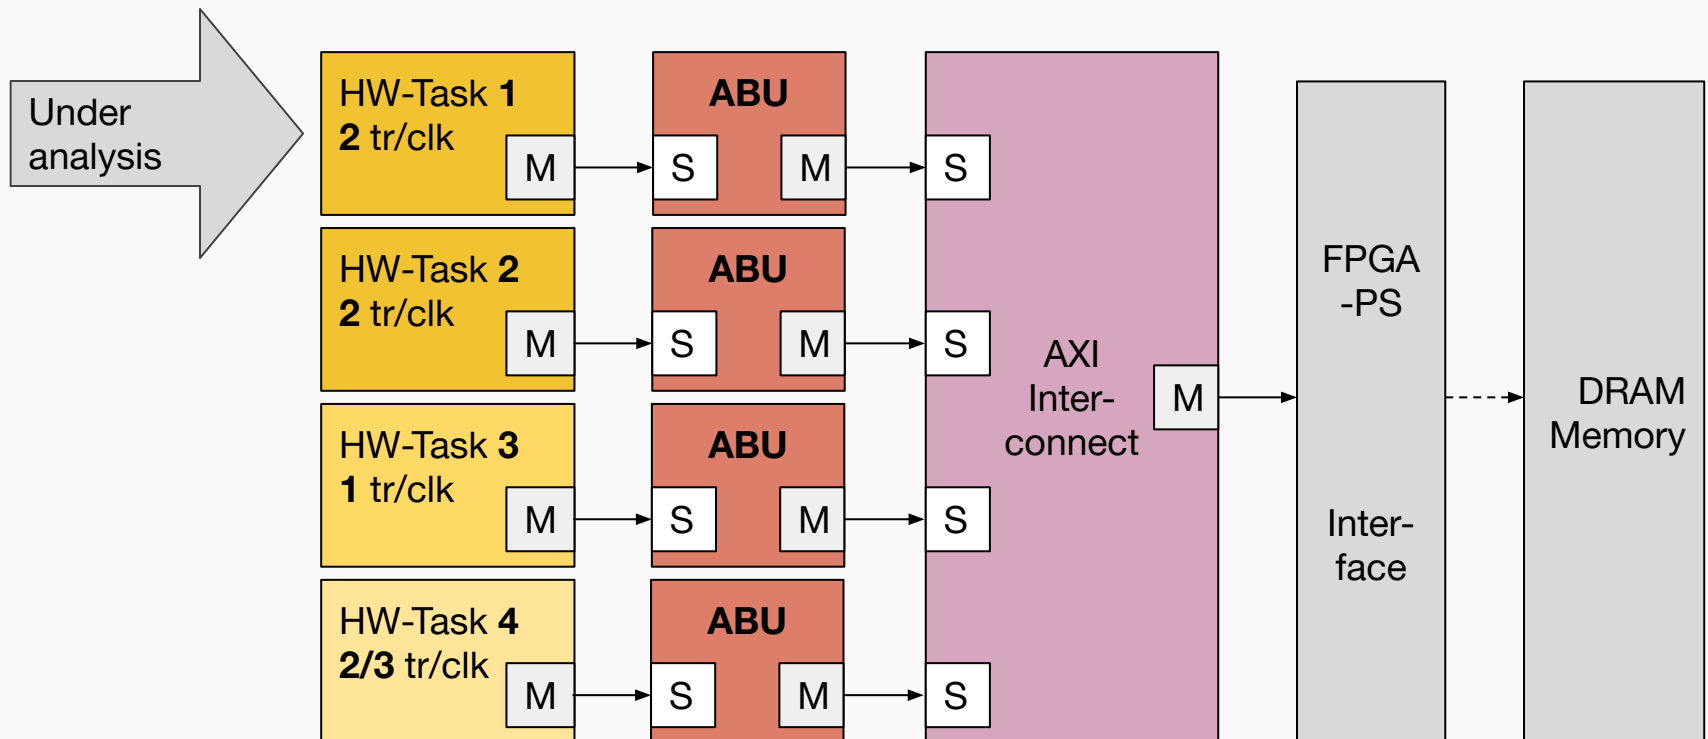 Under
analysis
HW-Task 1
2 tr/clk
M
ABU
S
M
S
HW-Task 2
2 tr/clk
M
ABU
S
M
S
HW-Task 3
1 tr/clk
M
ABU
S
M
S
HW-Task 4
2/3 tr/clk
M
ABU
S
M
S
AXI
Inter-
connect
M
FPGA
-PS
Inter-
face
DRAM
Memory